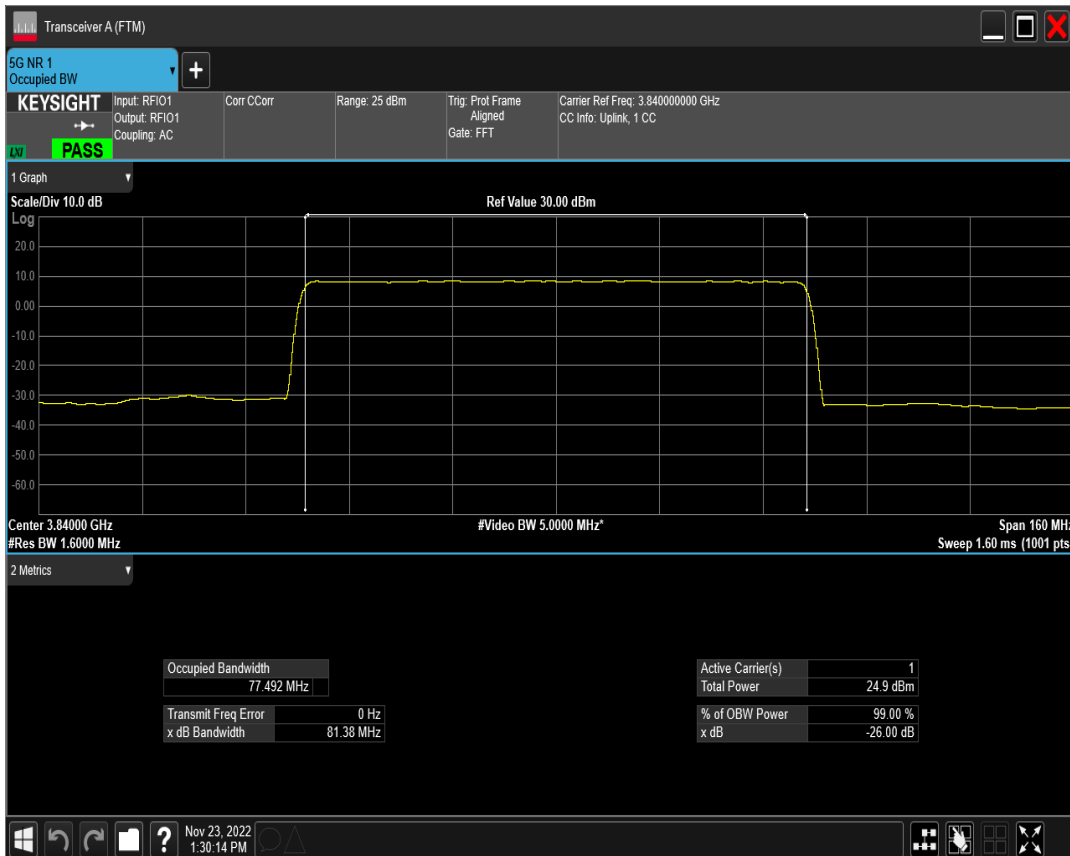 Transceiver A (FTM)
5G NR 1
Occupied BW
KEYSIGHT
LXI
PASS
Input: RFIO1
Output: RFIO1
Coupling: AC
Corr CCorr
Range: 25 dBm
Trig: Prot Frame
Aligned
Gate: FFT
Carrier Ref Freq: 3.840000000 GHz
CC Info: Uplink, 1 CC
1 Graph
Scale/Div 10.0 dB
Ref Value 30.00 dBm
Log
20.0
10.0
0.00
-10.0
-20.0
-30.0
-40.0
-50.0
-60.0
Center 3.84000 GHz
#Video BW 5.0000 MHz*
Span 160 MHz
#Res BW 1.6000 MHz
Sweep 1.60 ms (1001 pts
2 Metrics
Occupied Bandwidth
77.492 MHz
Transmit Freq Error 0 Hz
x dB Bandwidth 81.38 MHz
Active Carrier(s) 1
Total Power 24.9 dBm
% of OBW Power 99.00 %
x dB -26.00 dB
?
Nov 23, 2022
1:30:14 PM